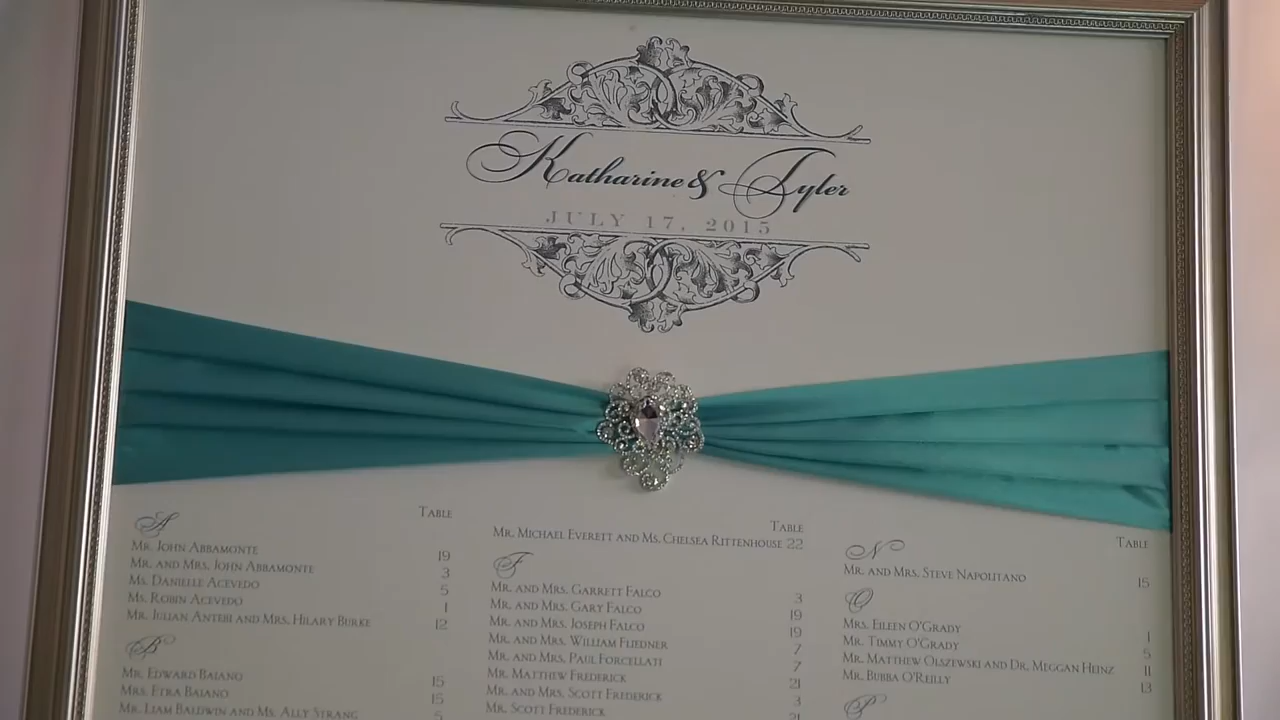 Katharine & Tyler
JULY 17, 2015
TABLE
A
MR. JOHN ABBAMONTE 19
MR. AND MRS. JOHN ABBAMONTE 3
MS. DANIELLE ACEVEDO 5
MS. ROBIN ACEVEDO 1
MR. JULIAN ANTEBI AND MRS. HILARY BURKE 12
B
MR. EDWARD BAIANO 15
MRS. ETRA BAIANO 15
MR. LIAM BALDWIN AND MS. ALLY STRANG 5
TABLE
MR. MICHAEL EVERETT AND MS. CHELSEA RITTENHOUSE 22
F
MR. AND MRS. GARRETT FALCO 3
MR. AND MRS. GARY FALCO 19
MR. AND MRS. JOSEPH FALCO 19
MR. AND MRS. WILLIAM FLIEDNER 7
MR. AND MRS. PAUL FORCELLATI 7
MR. MATTHEW FREDERICK 21
MR. AND MRS. SCOTT FREDERICK 3
MR. SCOTT FREDERICK 21
TABLE
N
MR. AND MRS. STEVE NAPOLITANO 15
O
MRS. EILEEN O'GRADY 1
MR. TIMMY O'GRADY 5
MR. MATTHEW OLSZEWSKI AND DR. MEGGAN HEINZ 11
MR. BUBBA O'REILLY 13
P